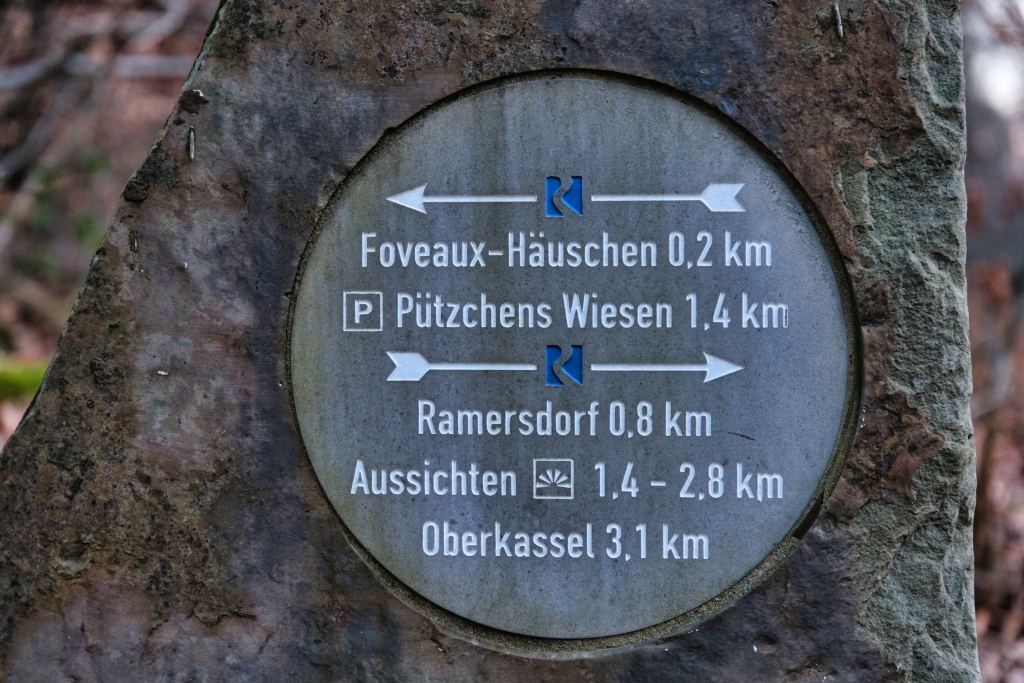 Foveaux-Häuschen 0,2 km
P Pützchens Wiesen 1,4 km
Ramersdorf 0,8 km
Aussichten 1,4 – 2,8 km
Oberkassel 3,1 km